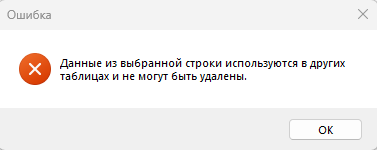 Ошибка
Данные из выбранной строки используются в других
таблицах и не могут быть удалены.
OK